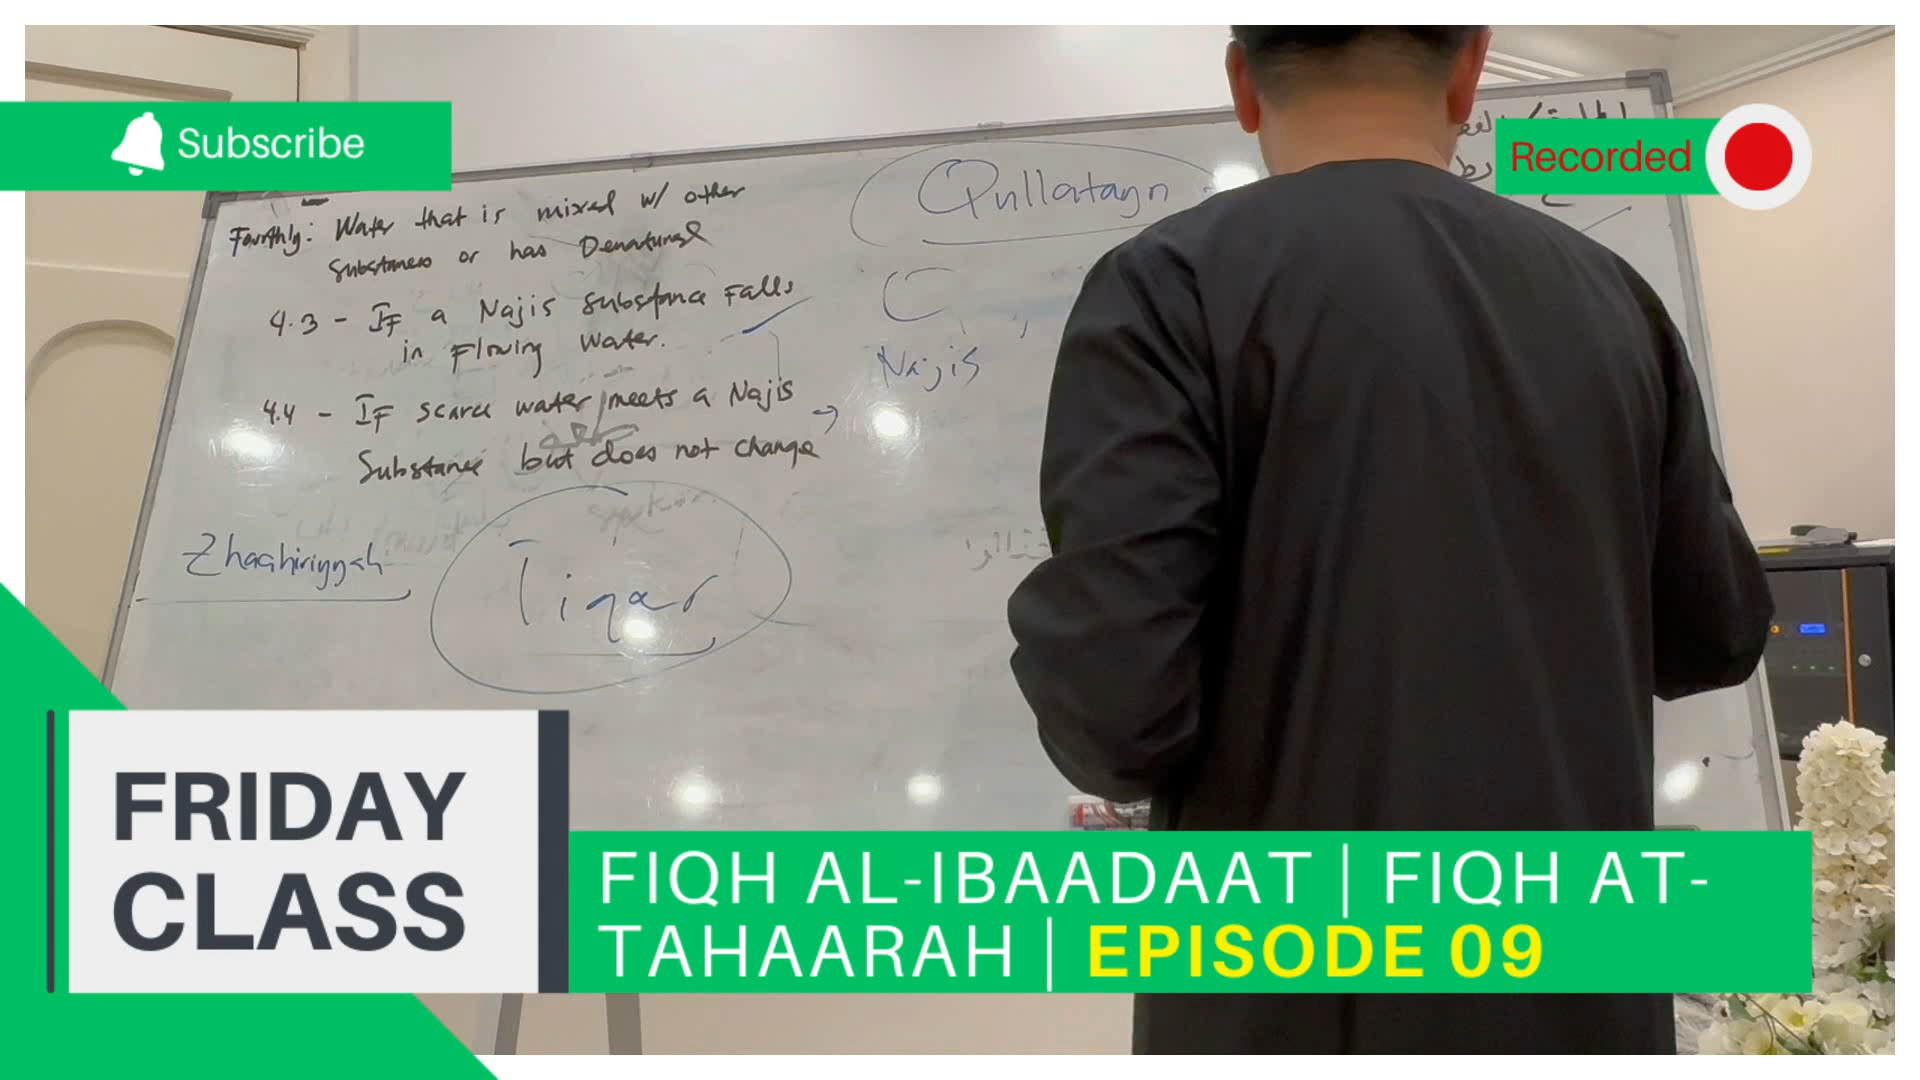 Subscribe
Recorded
Fourthly: Water that is mixed w/ other
Substances or has Denatured
4.3 - IF a Najis substance Falls
in Flowing water.
4.4 - IF scarce water meets a Najis
Substance but does not change
Zhaahiriyyah
Tiqar
Qullatayn
Najis
FRIDAY
CLASS
FIQH AL-IBAADAAT | FIQH AT-
TAHAARAH | EPISODE 09